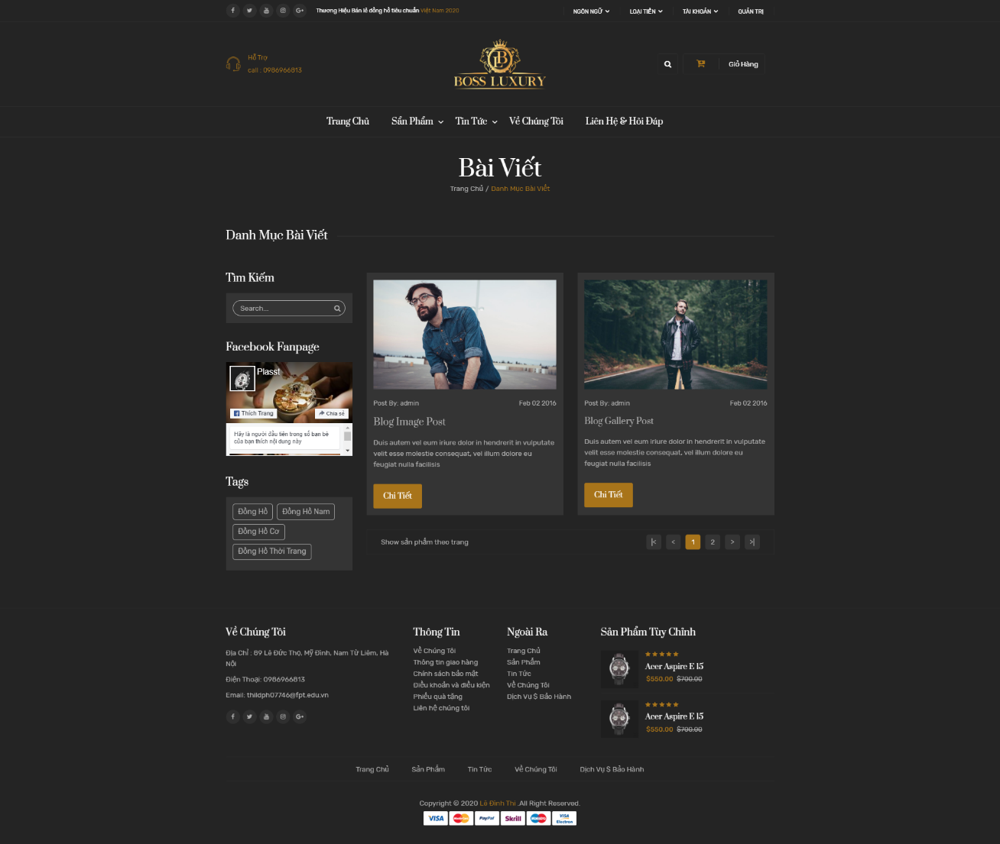 Thương Hiệu Bán lẻ đồng hồ tiêu chuẩn Việt Nam 2020
NGÔN NGỮ
LOẠI TIỀN
TÀI KHOẢN
QUẢN TRỊ
Hỗ Trợ
call : 0986966813
BOSS LUXURY
Giỏ Hàng
Trang Chủ
Sẩn Phẩm
Tin Tức
Về Chúng Tôi
Liên Hệ & Hỏi Đáp
Bài Viết
Trang Chủ / Danh Mục Bài Viết
Danh Mục Bài Viết
Tìm Kiếm
Search...
Facebook Fanpage
Plasst
Thích Trang
Chia sẻ
Hãy là người đầu tiên trong số bạn bè
của bạn thích nội dung này
Tags
Đồng Hồ
Đồng Hồ Nam
Đồng Hồ Cơ
Đồng Hồ Thời Trang
Post By: admin
Feb 02 2016
Blog Image Post
Duis autem vel eum iriure dolor in hendrerit in vulputate
velit esse molestie consequat, vel illum dolore eu
feugiat nulla facilisis
Chi Tiết
Post By: admin
Feb 02 2016
Blog Gallery Post
Duis autem vel eum iriure dolor in hendrerit in vulputate
velit esse molestie consequat, vel illum dolore eu
feugiat nulla facilisis
Chi Tiết
Show sản phẩm theo trang
|< < 1 2 > >|
Về Chúng Tôi
Địa Chỉ : 89 Lê Đức Thọ, Mỹ Đình, Nam Từ Liêm, Hà
Nội
Điện Thoại: 0986966813
Email: thildph07746@fpt.edu.vn
Thông Tin
Về Chúng Tôi
Thông tin giao hàng
Chính sách bảo mật
Điều khoản và điều kiện
Phiếu quà tặng
Liên hệ chúng tôi
Ngoài Ra
Trang Chủ
Sản Phẩm
Tin Tức
Về Chúng Tôi
Dịch Vụ $ Bảo Hành
Sản Phẩm Tùy Chỉnh
Acer Aspire E 15
$550.00 $700.00
Acer Aspire E 15
$550.00 $700.00
Trang Chủ
Sản Phẩm
Tin Tức
Về Chúng Tôi
Dịch Vụ $ Bảo Hành
Copyright © 2020 Lê Đình Thi .All Right Reserved.
VISA
MasterCard
PayPal
Skrill
Maestro
VISA
Electron